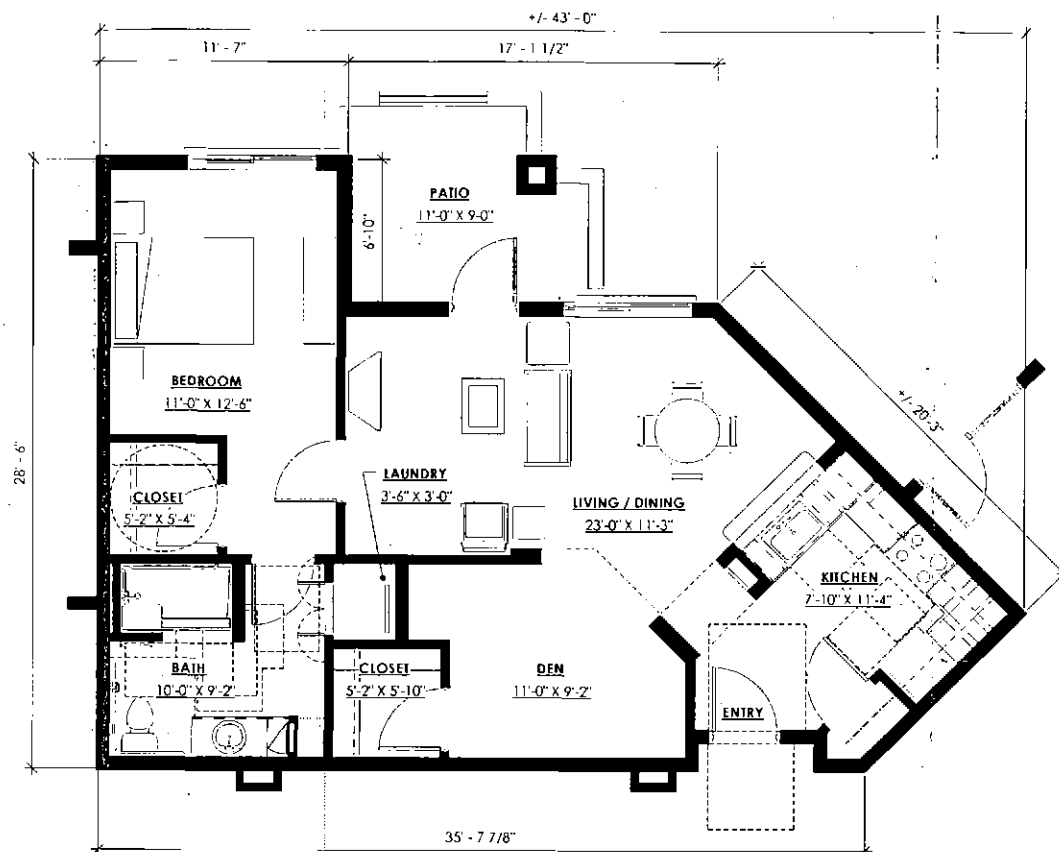 +/- 43' - 0"
11' - 7"
17' - 1 1/2"
PATIO
11'-0" X 9'-0"
6'-10"
BEDROOM
11'-0" X 12'-6"
+/- 20'-3"
28' - 6"
LAUNDRY
3'-6" X 3'-0"
CLOSET
5'-2" X 5'-4"
LIVING / DINING
23'-0" X 11'-3"
KITCHEN
7'-10" X 11'-4"
BATH
10'-0" X 9'-2"
CLOSET
5'-2" X 5'-10"
DEN
11'-0" X 9'-2"
ENTRY
35' - 7 7/8"